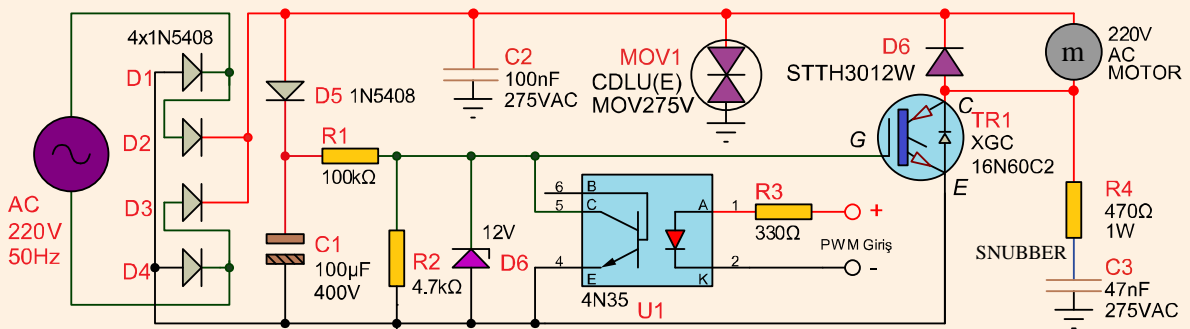 AC
220V
50Hz
4x1N5408
D1
D2
D3
D4
D5 1N5408
C1
100µF
400V
R1
100kΩ
R2
4.7kΩ
12V
D6
C2
100nF
275VAC
MOV1
CDLU(E)
MOV275V
6
B
5
C
4
E
A
1
K
2
4N35
U1
R3
330Ω
+
PWM Giriş
-
D6
STTH3012W
C
G
E
TR1
XGC
16N60C2
m
220V
AC
MOTOR
R4
470Ω
1W
SNUBBER
C3
47nF
275VAC